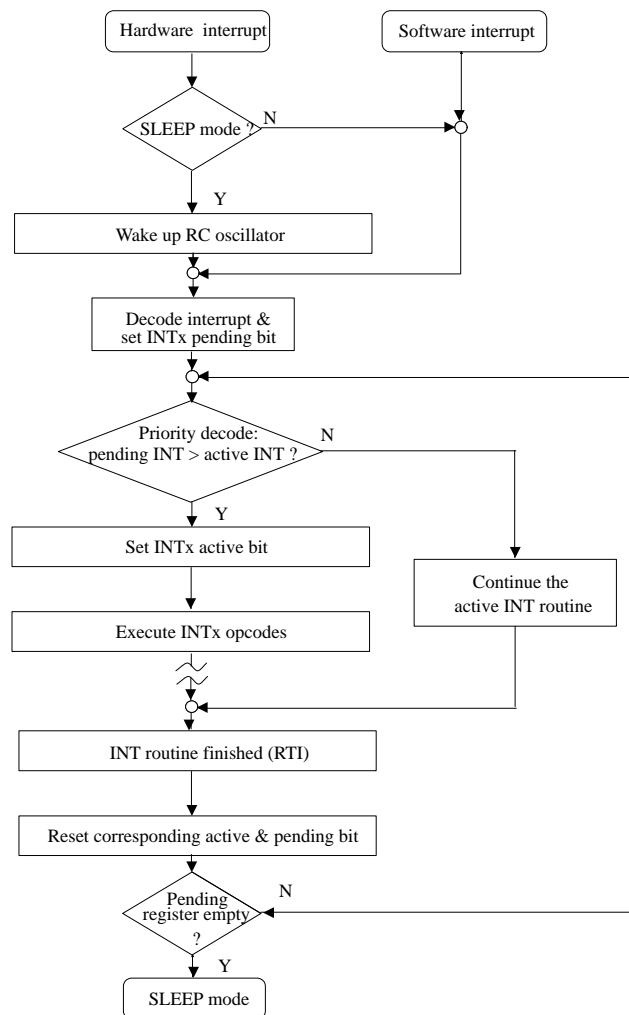 Hardware interrupt
Software interrupt
SLEEP mode ?
N
Y
Wake up RC oscillator
Decode interrupt &
set INTx pending bit
Priority decode:
pending INT > active INT ?
N
Y
Set INTx active bit
Continue the
active INT routine
Execute INTx opcodes
INT routine finished (RTI)
Reset corresponding active & pending bit
Pending
register empty
?
N
Y
SLEEP mode